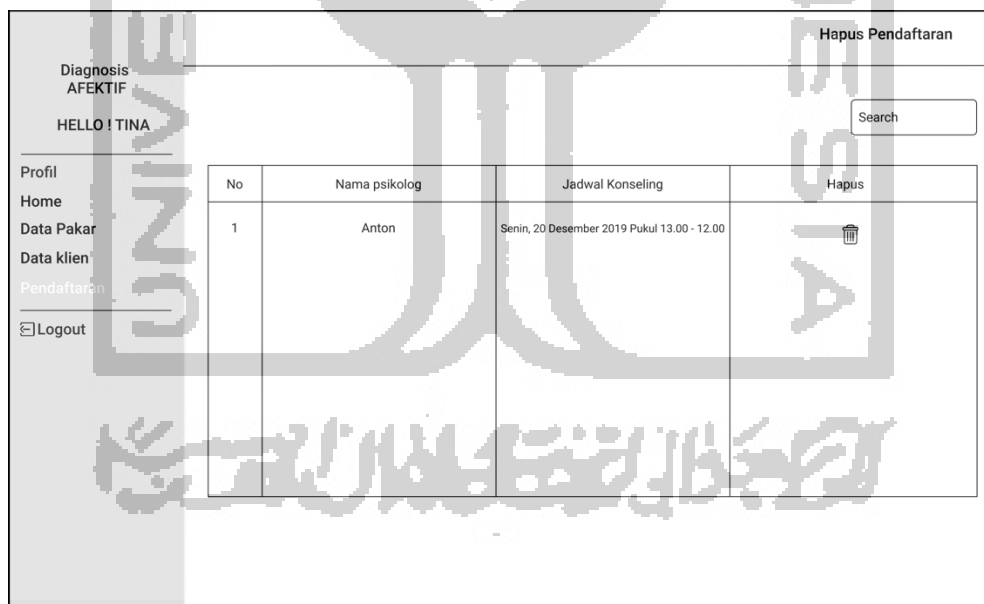 Hapus Pendaftaran
Diagnosis
AFEKTIF
HELLO ! TINA
Search
Profil
Home
Data Pakar
Data klien
Pendaftaran
Logout
No Nama psikolog Jadwal Konseling Hapus
1 Anton Senin, 20 Desember 2019 Pukul 13.00 - 12.00